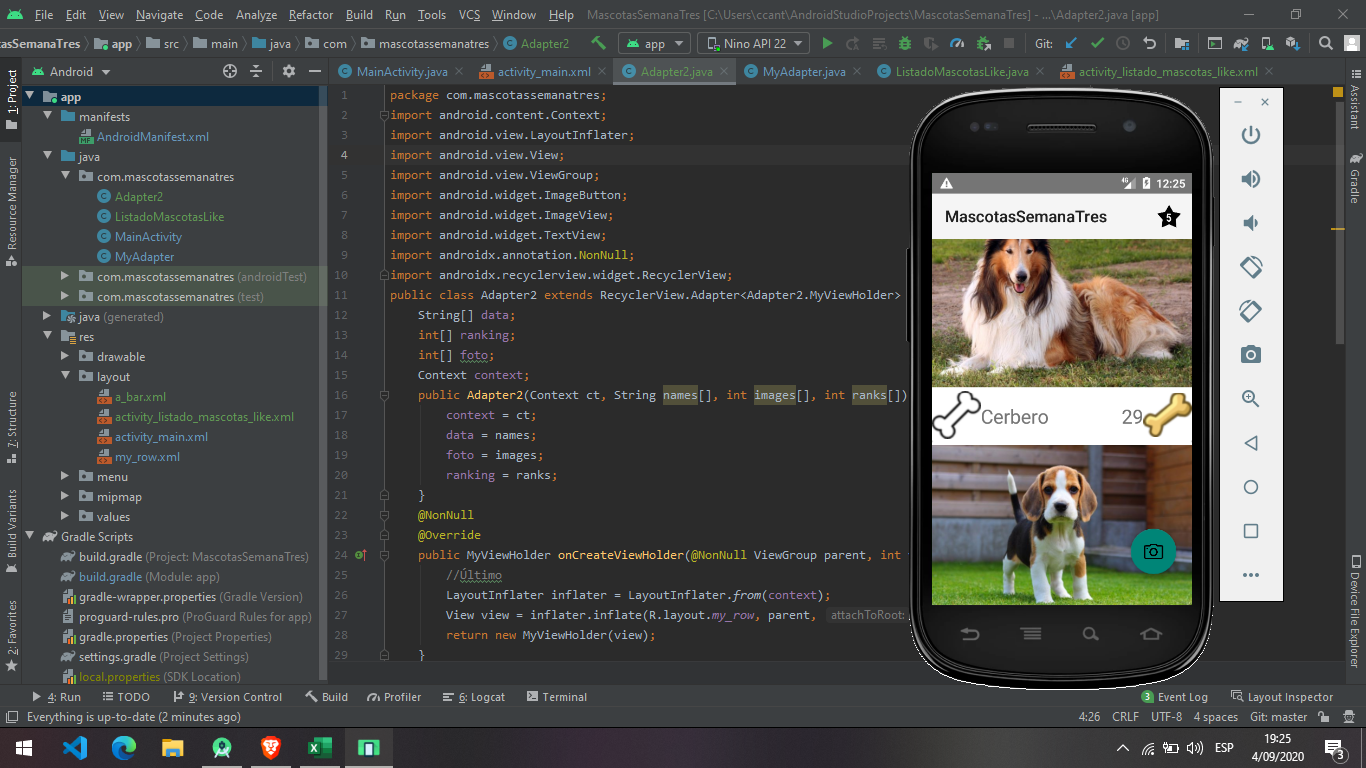 File Edit View Navigate Code Analyze Refactor Build Run Tools VCS Window Help MascotasSemanaTres [C:\Users\ccant\AndroidStudioProjects\MascotasSemanaTres] - ...\Adapter2.java [app]
tasSemanaTres app src main java com mascotassemanatres Adapter2 app Nino API 22 Git:
Android MainActivity.java activity_main.xml Adapter2.java MyAdapter.java ListadoMascotasLike.java activity_listado_mascotas_like.xml
1: Project
Resource Manager
7: Structure
Build Variants
2: Favorites
app
manifests
AndroidManifest.xml
java
com.mascotassemanatres
Adapter2
ListadoMascotasLike
MainActivity
MyAdapter
com.mascotassemanatres (androidTest)
com.mascotassemanatres (test)
java (generated)
res
drawable
layout
a_bar.xml
activity_listado_mascotas_like.xml
activity_main.xml
my_row.xml
menu
mipmap
values
Gradle Scripts
build.gradle (Project: MascotasSemanaTres)
build.gradle (Module: app)
gradle-wrapper.properties (Gradle Version)
proguard-rules.pro (ProGuard Rules for app)
gradle.properties (Project Properties)
settings.gradle (Project Settings)
local.properties (SDK Location)
1 package com.mascotassemanatres;
2 import android.content.Context;
3 import android.view.LayoutInflater;
4 import android.view.View;
5 import android.view.ViewGroup;
6 import android.widget.ImageButton;
7 import android.widget.ImageView;
8 import android.widget.TextView;
9 import androidx.annotation.NonNull;
10 import androidx.recyclerview.widget.RecyclerView;
11 public class Adapter2 extends RecyclerView.Adapter<Adapter2.MyViewHolder>
12 String[] data;
13 int[] ranking;
14 int[] foto;
15 Context context;
16 public Adapter2(Context ct, String names[], int images[], int ranks[])
17 context = ct;
18 data = names;
19 foto = images;
20 ranking = ranks;
21 }
22 @NonNull
23 @Override
24 public MyViewHolder onCreateViewHolder(@NonNull ViewGroup parent, int
25 //Último
26 LayoutInflater inflater = LayoutInflater.from(context);
27 View view = inflater.inflate(R.layout.my_row, parent, attachToRoot:
28 return new MyViewHolder(view);
29 }
4G 12:25
MascotasSemanaTres 5
Cerbero 29
Assistant
Gradle
Device File Explorer
4: Run TODO 9: Version Control Build Profiler 6: Logcat Terminal 3 Event Log Layout Inspector
Everything is up-to-date (2 minutes ago) 4:26 CRLF UTF-8 4 spaces Git: master
ESP 19:25
4/09/2020 3